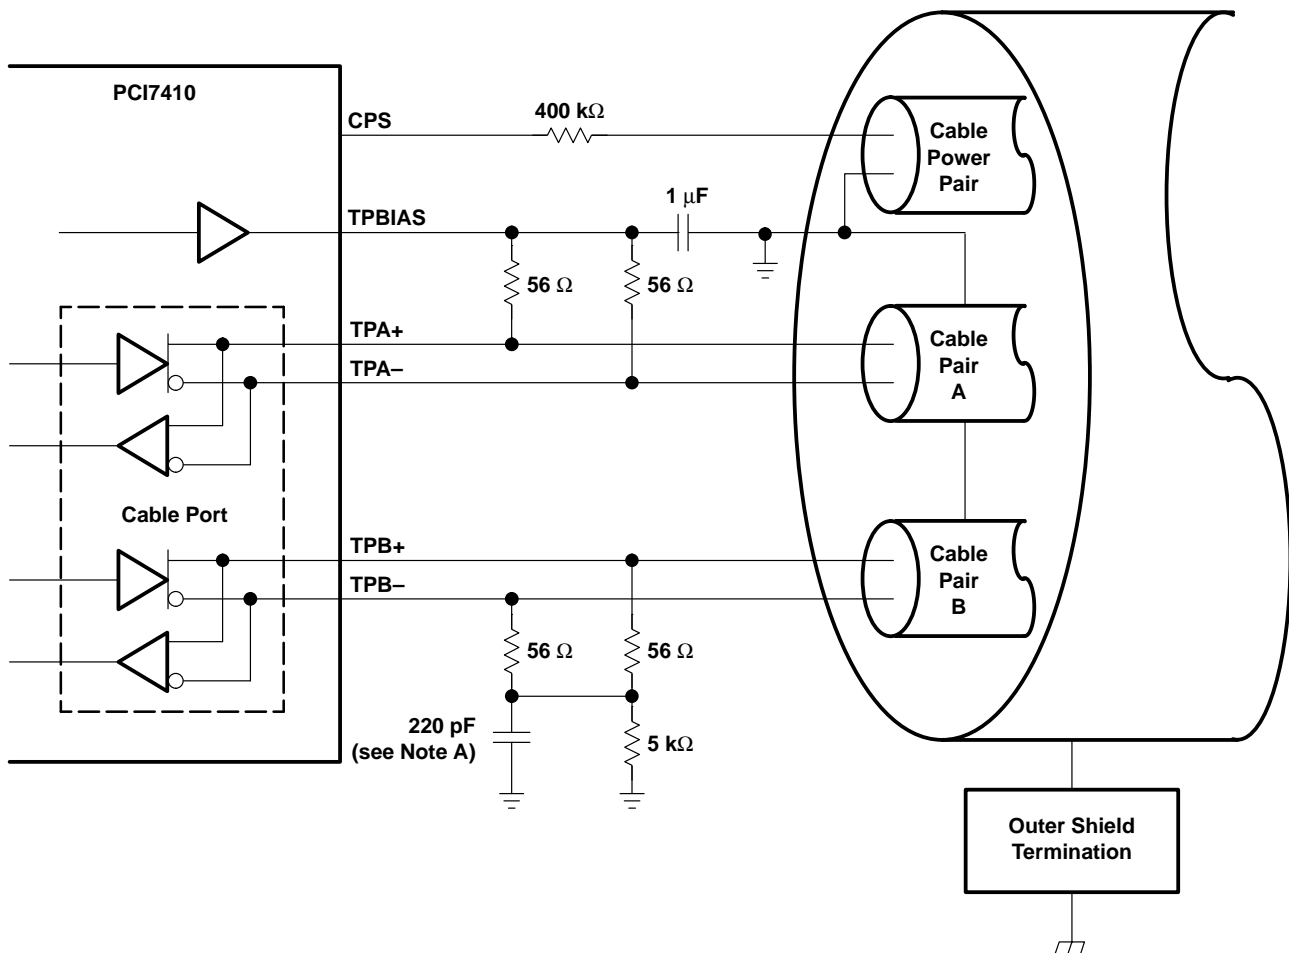 PCI7410
CPS
400 kΩ
Cable
Power
Pair
TPBIAS
1 μF
56 Ω
56 Ω
TPA+
TPA–
Cable
Pair
A
Cable Port
TPB+
TPB–
Cable
Pair
B
56 Ω
56 Ω
220 pF
(see Note A)
5 kΩ
Outer Shield
Termination